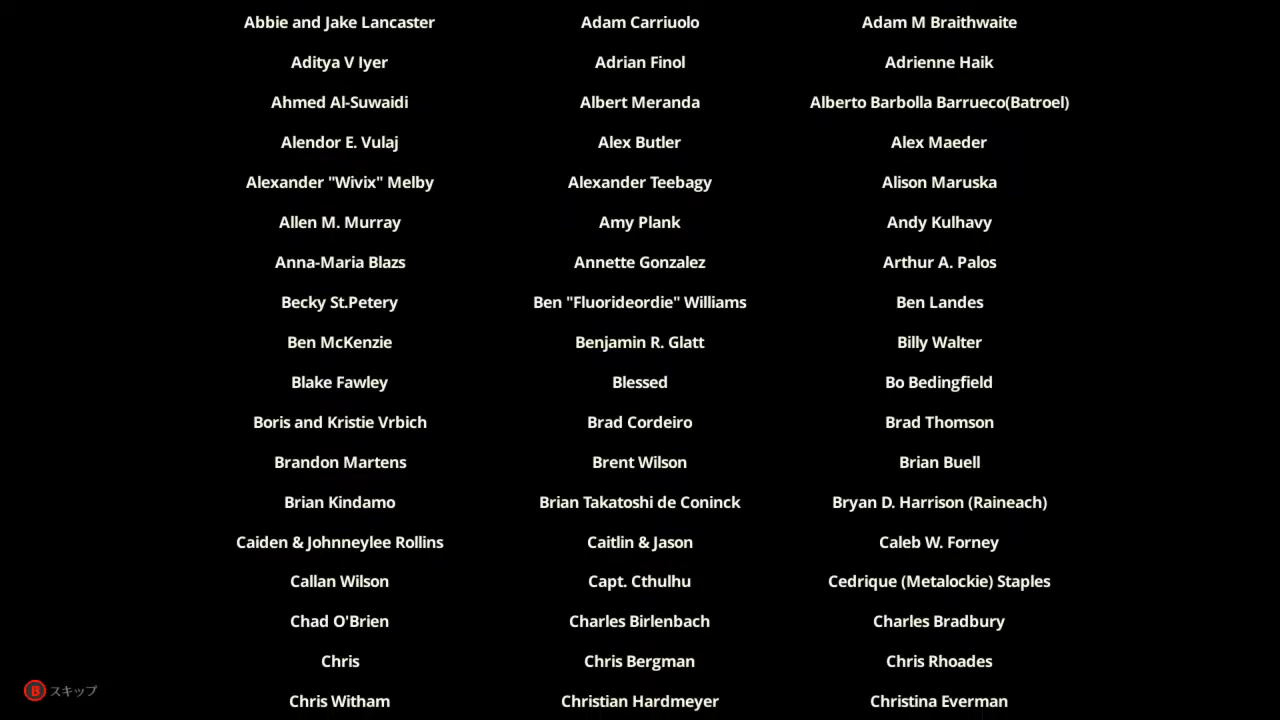 Abbie and Jake Lancaster Adam Carriuolo Adam M Braithwaite
Aditya V Iyer Adrian Finol Adrienne Haik
Ahmed Al-Suwaidi Albert Meranda Alberto Barbolla Barrueco(Batroel)
Alendor E. Vulaj Alex Butler Alex Maeder
Alexander "Wivix" Melby Alexander Teebagy Alison Maruska
Allen M. Murray Amy Plank Andy Kulhavy
Anna-Maria Blazs Annette Gonzalez Arthur A. Palos
Becky St.Petery Ben "Fluorideordie" Williams Ben Landes
Ben McKenzie Benjamin R. Glatt Billy Walter
Blake Fawley Blessed Bo Bedingfield
Boris and Kristie Vrbich Brad Cordeiro Brad Thomson
Brandon Martens Brent Wilson Brian Buell
Brian Kindamo Brian Takatoshi de Coninck Bryan D. Harrison (Raineach)
Caiden & Johnneylee Rollins Caitlin & Jason Caleb W. Forney
Callan Wilson Capt. Cthulhu Cedrique (Metalockie) Staples
Chad O'Brien Charles Birlenbach Charles Bradbury
Chris Chris Bergman Chris Rhoades
B スキップ
Chris Witham Christian Hardmeyer Christina Everman